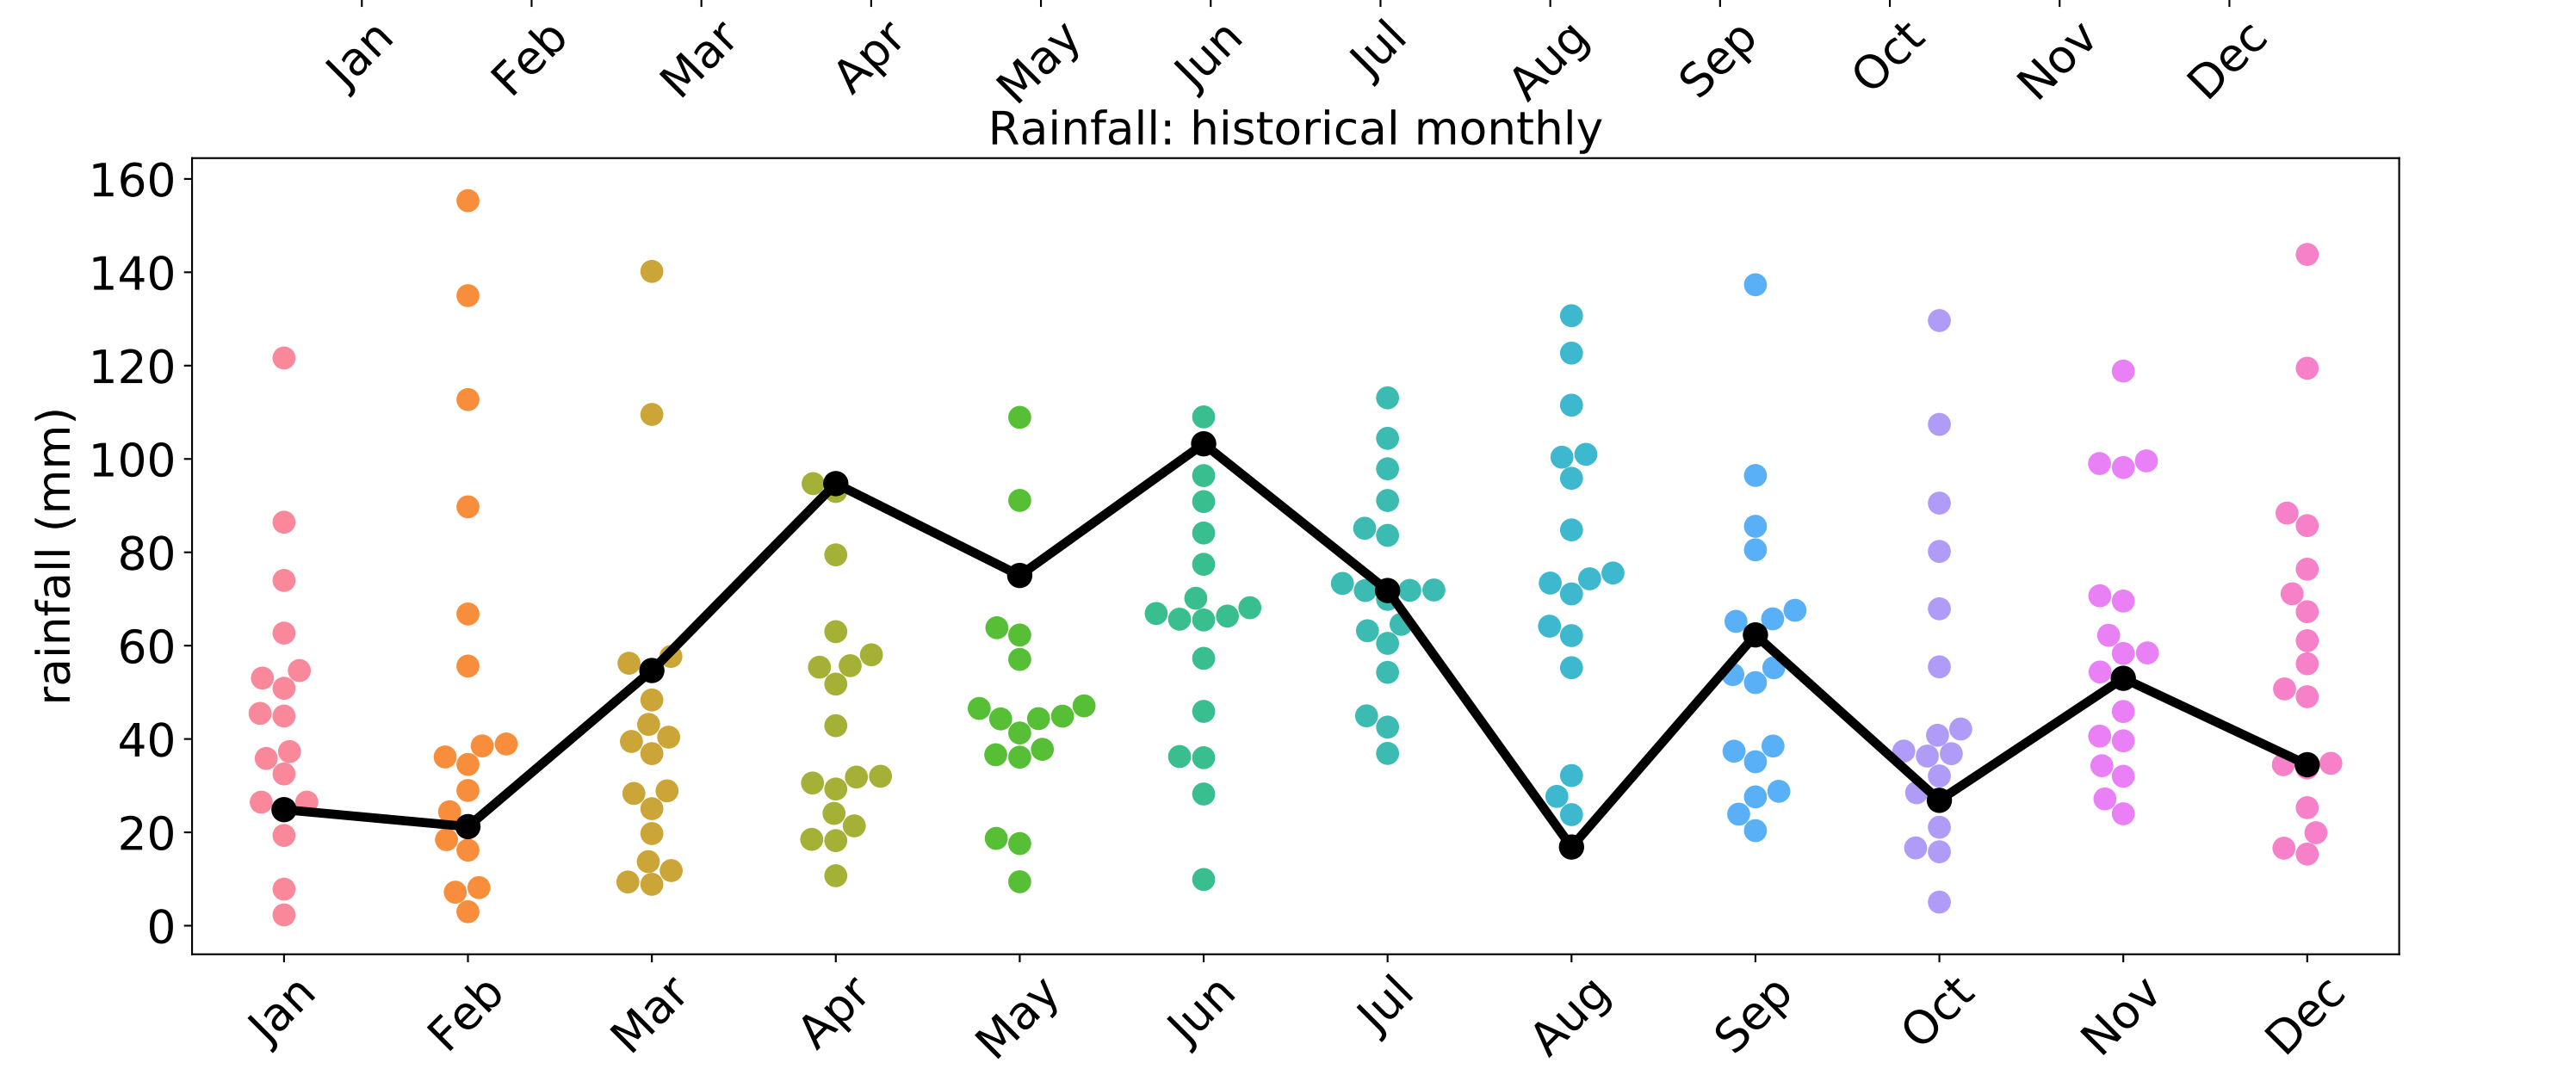 Jan Feb Mar Apr May Jun Jul Aug Sep Oct Nov Dec
Rainfall: historical monthly
160
140
120
100
80
60
40
20
0
rainfall (mm)
Jan Feb Mar Apr May Jun Jul Aug Sep Oct Nov Dec